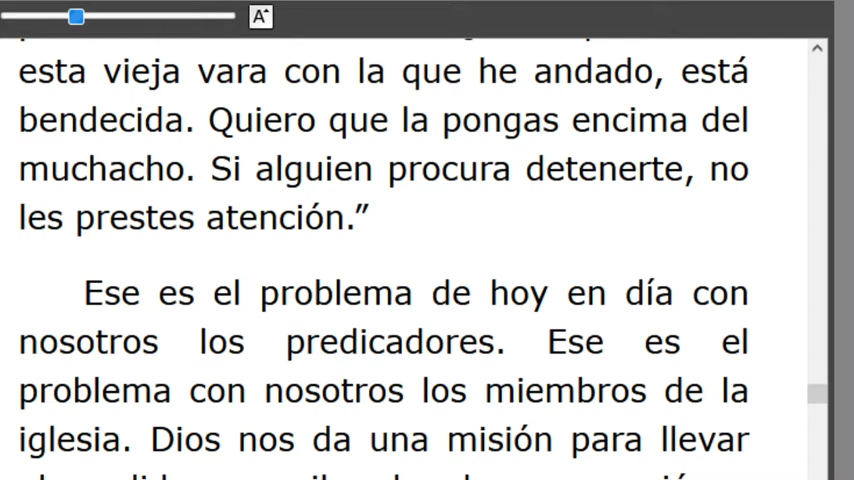 A
esta vieja vara con la que he andado, está
bendecida. Quiero que la pongas encima del
muchacho. Si alguien procura detenerte, no
les prestes atención.”
Ese es el problema de hoy en día con
nosotros los predicadores. Ese es el
problema con nosotros los miembros de la
iglesia. Dios nos da una misión para llevar